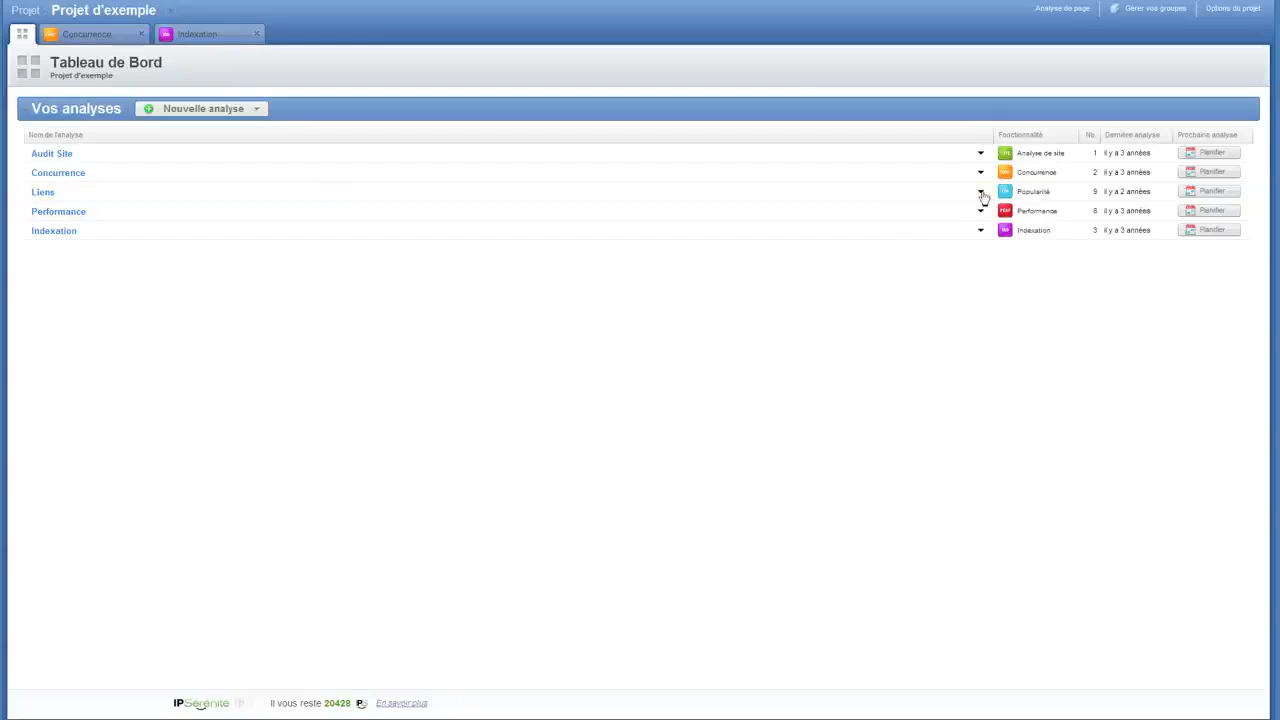 Projet Projet d'exemple
Analyse de page Gérer vos groupes Options du projet
Concurrence Indexation
Tableau de Bord
Projet d'exemple
Vos analyses Nouvelle analyse
Nom de l'analyse Fonctionnalité Nb. Dernière analyse Prochaine analyse
Audit Site Analyse de site 1 il y a 3 années Planifier
Concurrence Concurrence 2 il y a 3 années Planifier
Liens Popularité 9 il y a 2 années Planifier
Performance PERF Performance 8 il y a 3 années Planifier
Indexation Indexation 3 il y a 3 années Planifier
IPSérénité Il vous reste 20428 En savoir plus